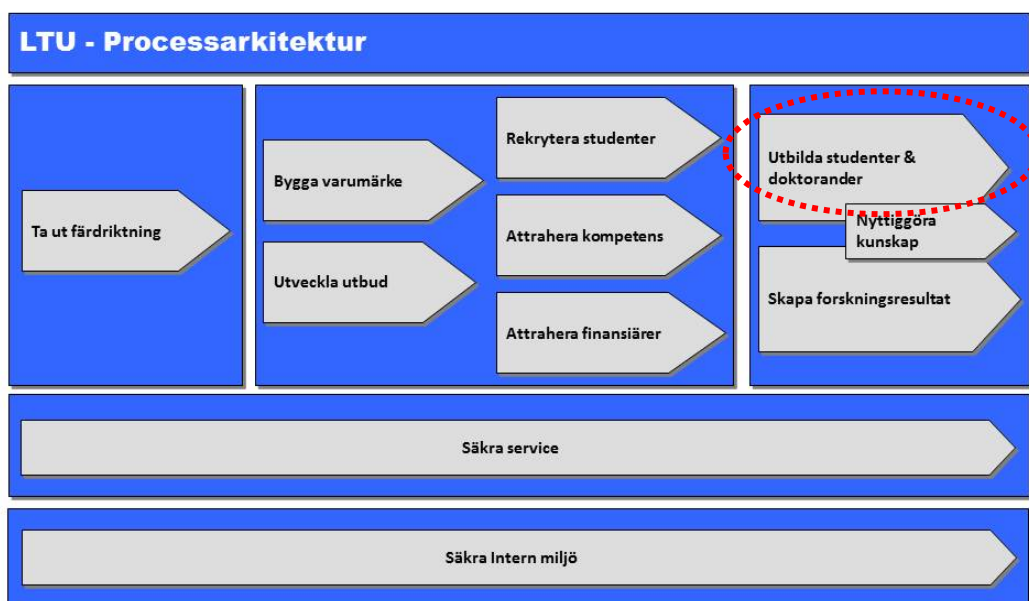 LTU - Processarkitektur
Ta ut färdriktning
Bygga varumärke
Utveckla utbud
Rekrytera studenter
Attrahera kompetens
Attrahera finansiärer
Utbilda studenter &
doktorander
Nyttiggöra
kunskap
Skapa forskningsresultat
Säkra service
Säkra Intern miljö